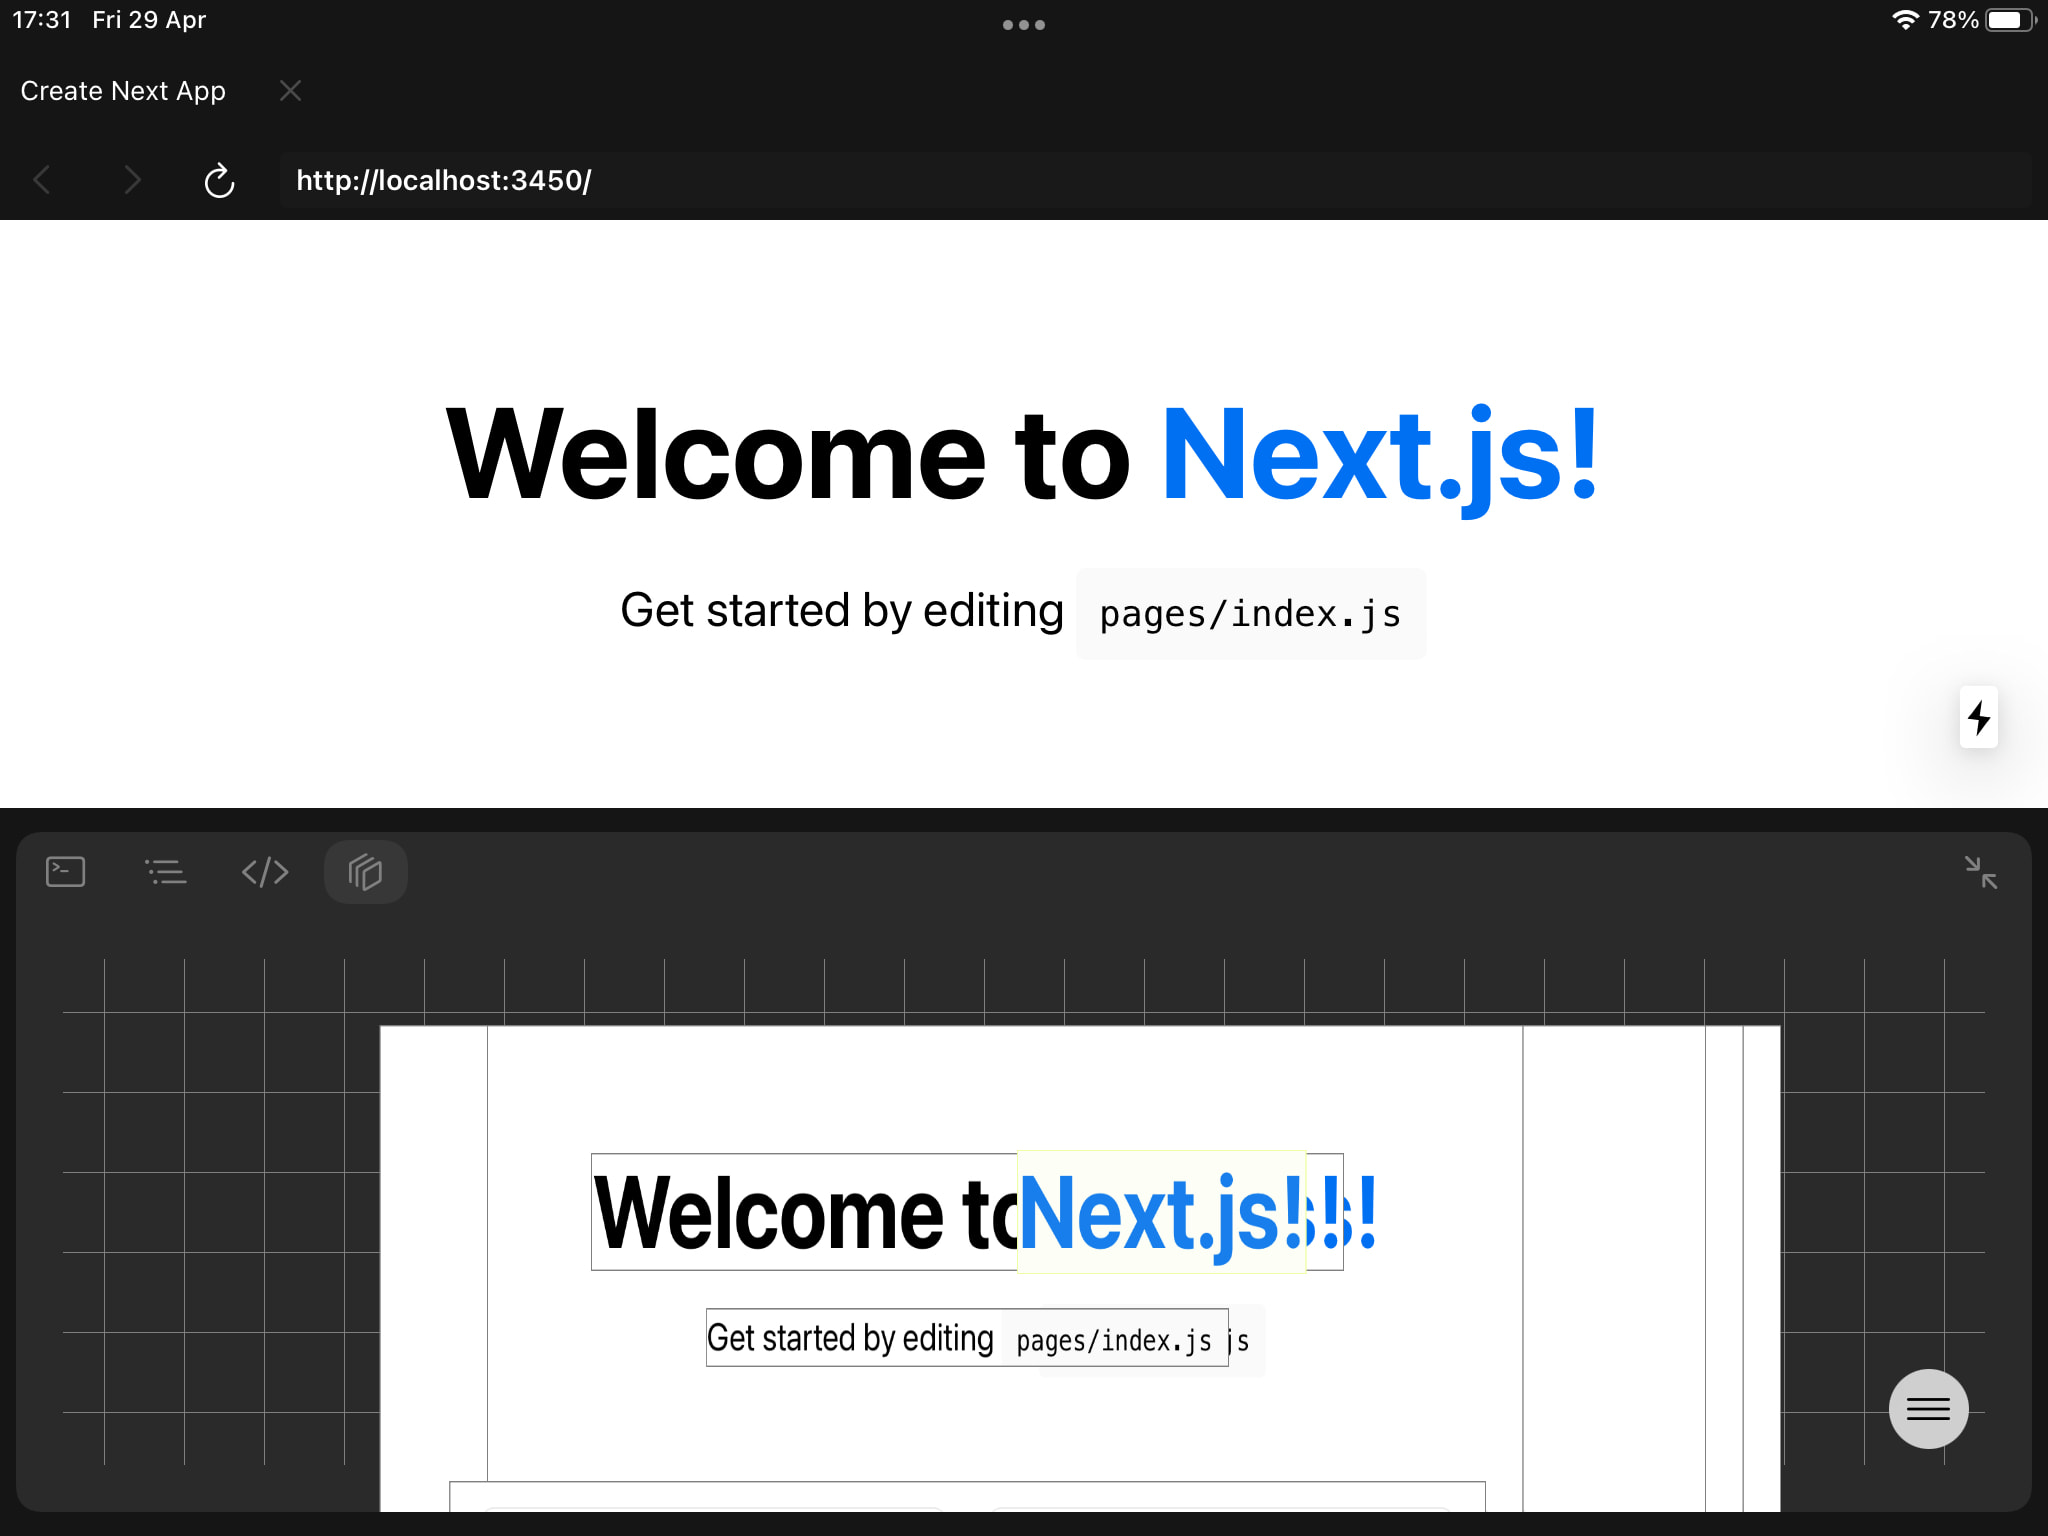 17:31 Fri 29 Apr
78%
Create Next App
http://localhost:3450/
Welcome to Next.js!
Get started by editing pages/index.js
Welcome to Next.js!!!
Get started by editing pages/index.js js